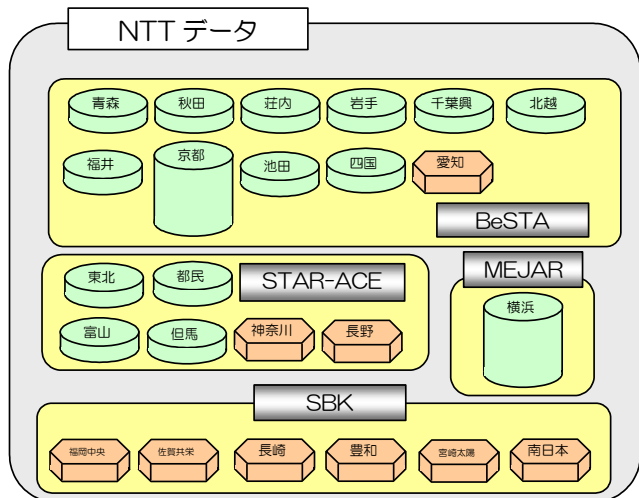 NTT データ
青森
秋田
荘内
岩手
千葉興
北越
福井
京都
池田
四国
愛知
BeSTA
東北
都民
STAR-ACE
富山
但馬
神奈川
長野
MEJAR
横浜
SBK
福岡中央
佐賀共栄
長崎
豊和
宮崎太陽
南日本